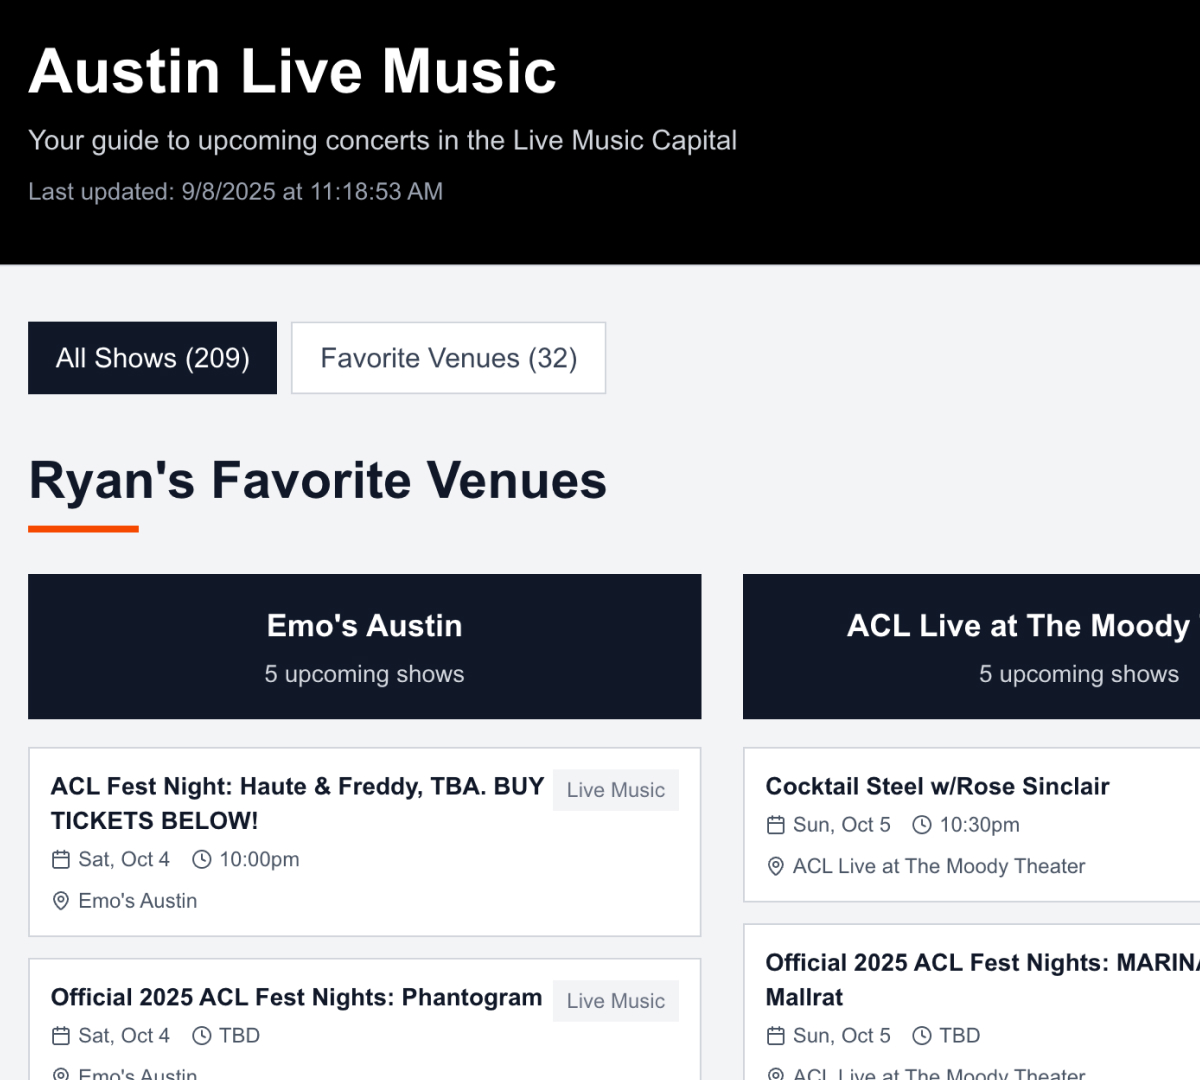 Austin Live Music
Your guide to upcoming concerts in the Live Music Capital
Last updated: 9/8/2025 at 11:18:53 AM
All Shows (209)
Favorite Venues (32)
Ryan's Favorite Venues
Emo's Austin
5 upcoming shows
ACL Fest Night: Haute & Freddy, TBA. BUY
TICKETS BELOW!
Live Music
Sat, Oct 4
10:00pm
Emo's Austin
Official 2025 ACL Fest Nights: Phantogram
Live Music
Sat, Oct 4
TBD
Emo's Austin
ACL Live at The Moody
5 upcoming shows
Cocktail Steel w/Rose Sinclair
Sun, Oct 5
10:30pm
ACL Live at The Moody Theater
Official 2025 ACL Fest Nights: MARINA
Mallrat
Sun, Oct 5
TBD
ACL Live at The Moody Theater